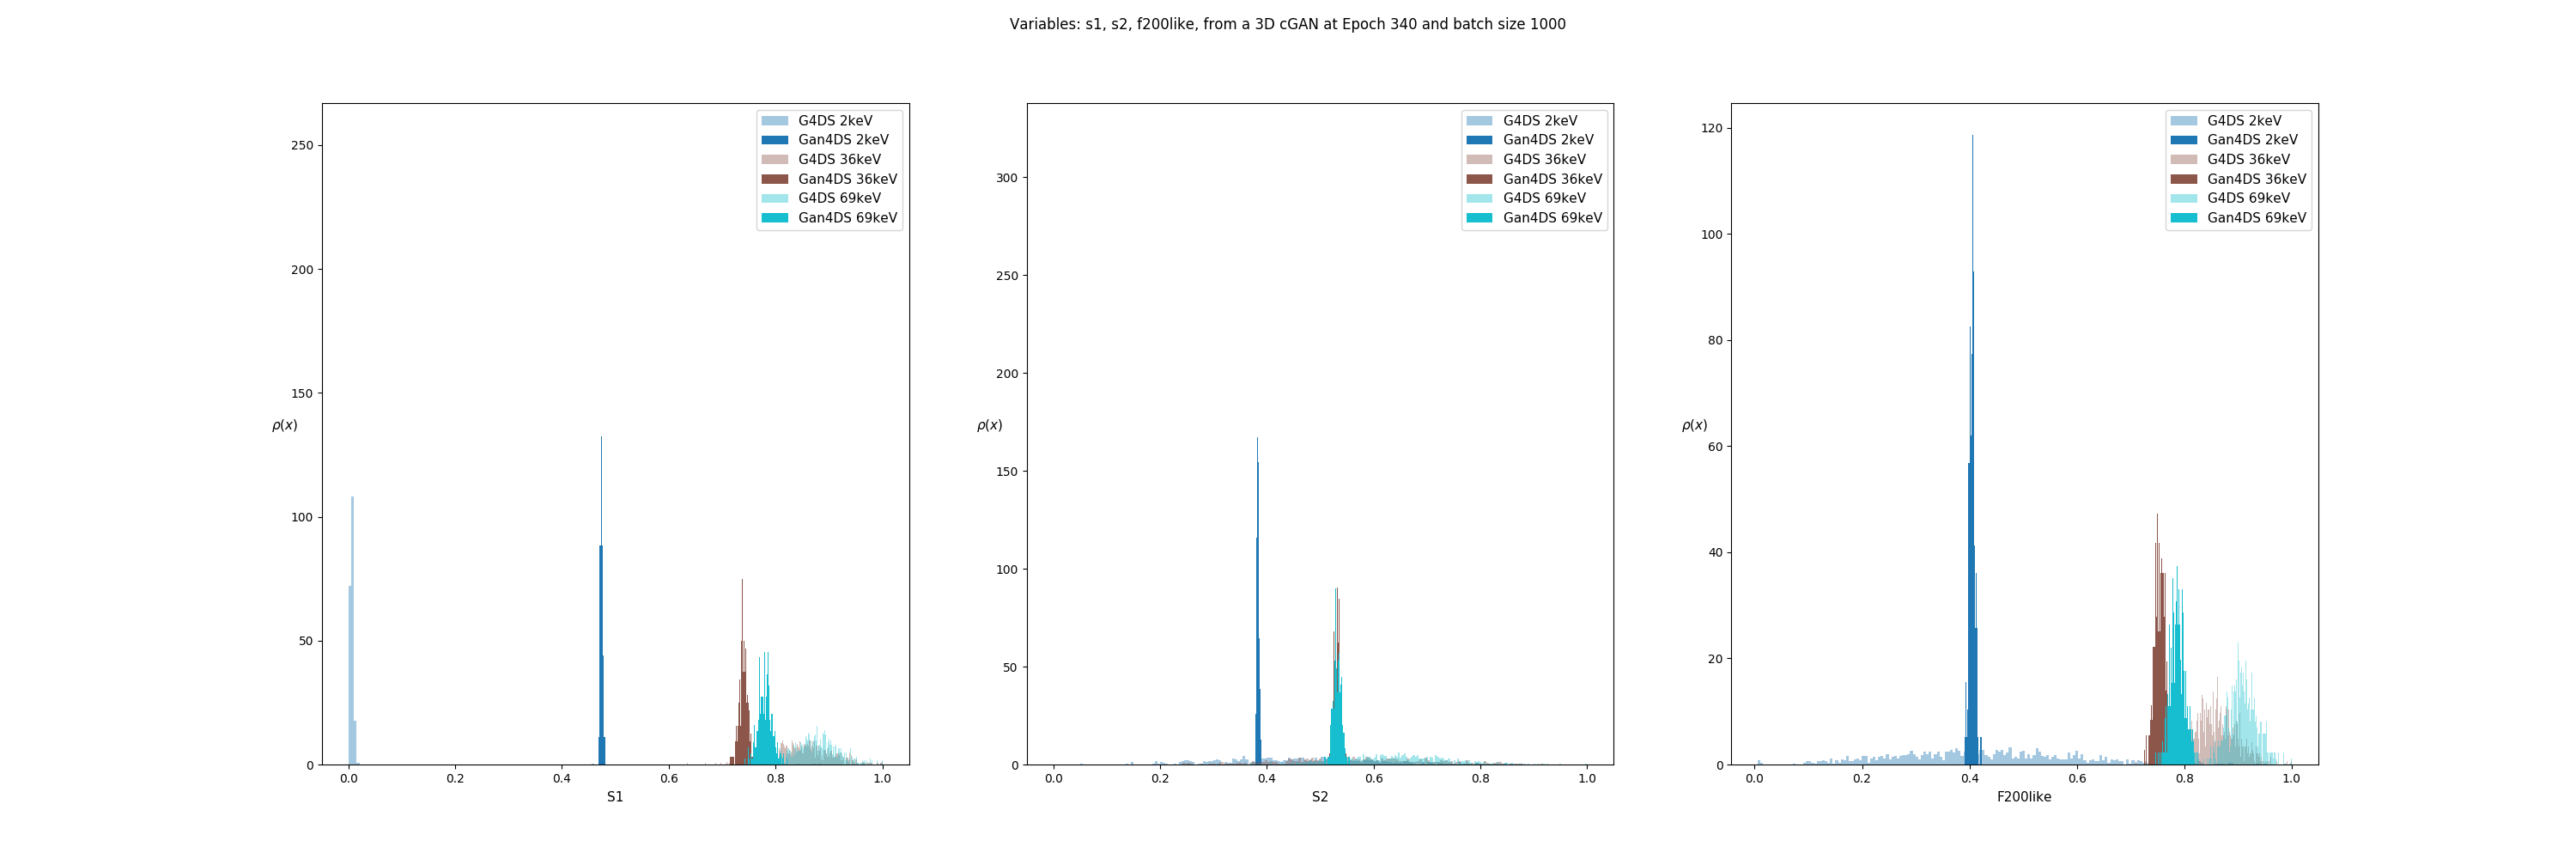 Variables: s1, s2, f200like, from a 3D cGAN at Epoch 340 and batch size 1000
G4DS 2keV
Gan4DS 2keV
G4DS 36keV
Gan4DS 36keV
G4DS 69keV
Gan4DS 69keV
250
200
150
100
50
0
ρ(x)
0.0 0.2 0.4 0.6 0.8 1.0
S1
G4DS 2keV
Gan4DS 2keV
G4DS 36keV
Gan4DS 36keV
G4DS 69keV
Gan4DS 69keV
300
250
200
150
100
50
0
ρ(x)
0.0 0.2 0.4 0.6 0.8 1.0
S2
G4DS 2keV
Gan4DS 2keV
G4DS 36keV
Gan4DS 36keV
G4DS 69keV
Gan4DS 69keV
120
100
80
60
40
20
0
ρ(x)
0.0 0.2 0.4 0.6 0.8 1.0
F200like